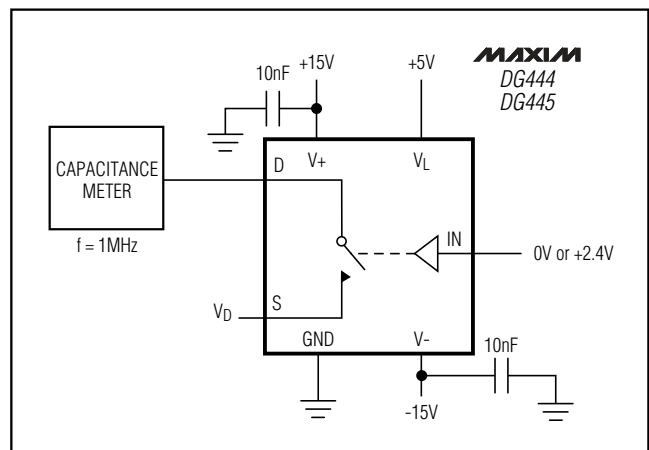 +15V
+5V
MAXIM
DG444
DG445
10nF
CAPACITANCE
METER
f = 1MHz
D
V+
VL
IN
0V or +2.4V
VD
S
GND
V-
10nF
-15V